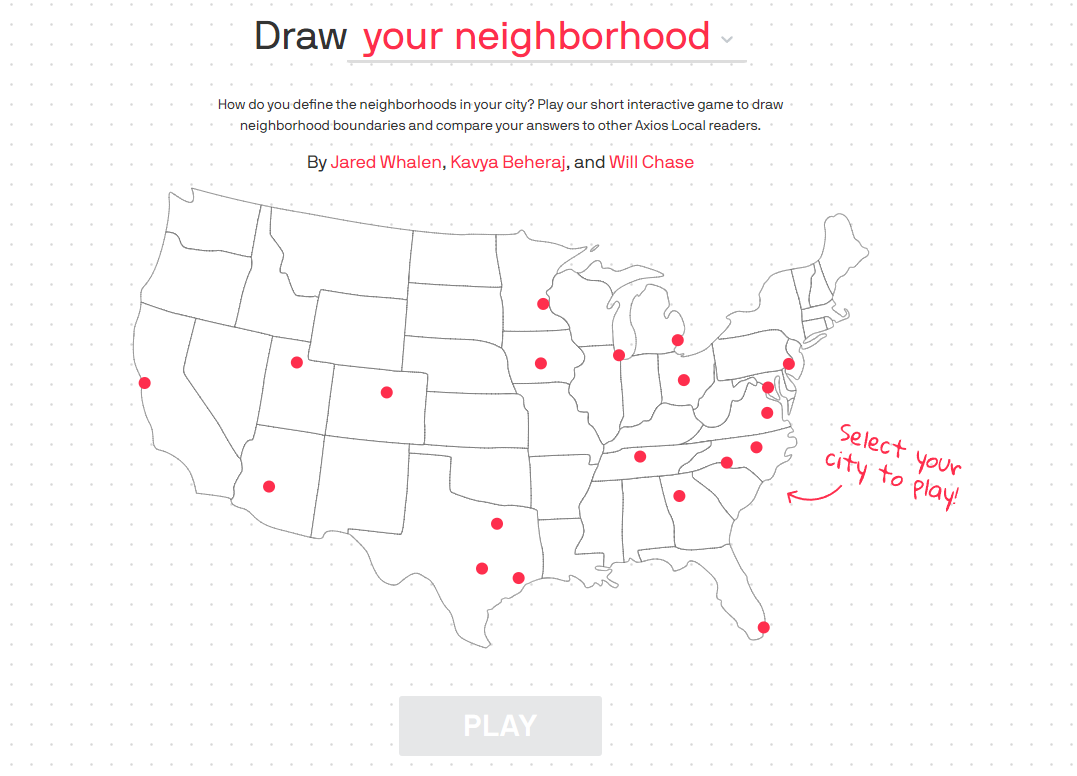 Draw your neighborhood
How do you define the neighborhoods in your city? Play our short interactive game to draw
neighborhood boundaries and compare your answers to other Axios Local readers.
By Jared Whalen, Kavya Beheraj, and Will Chase
Select your
city to play!
PLAY